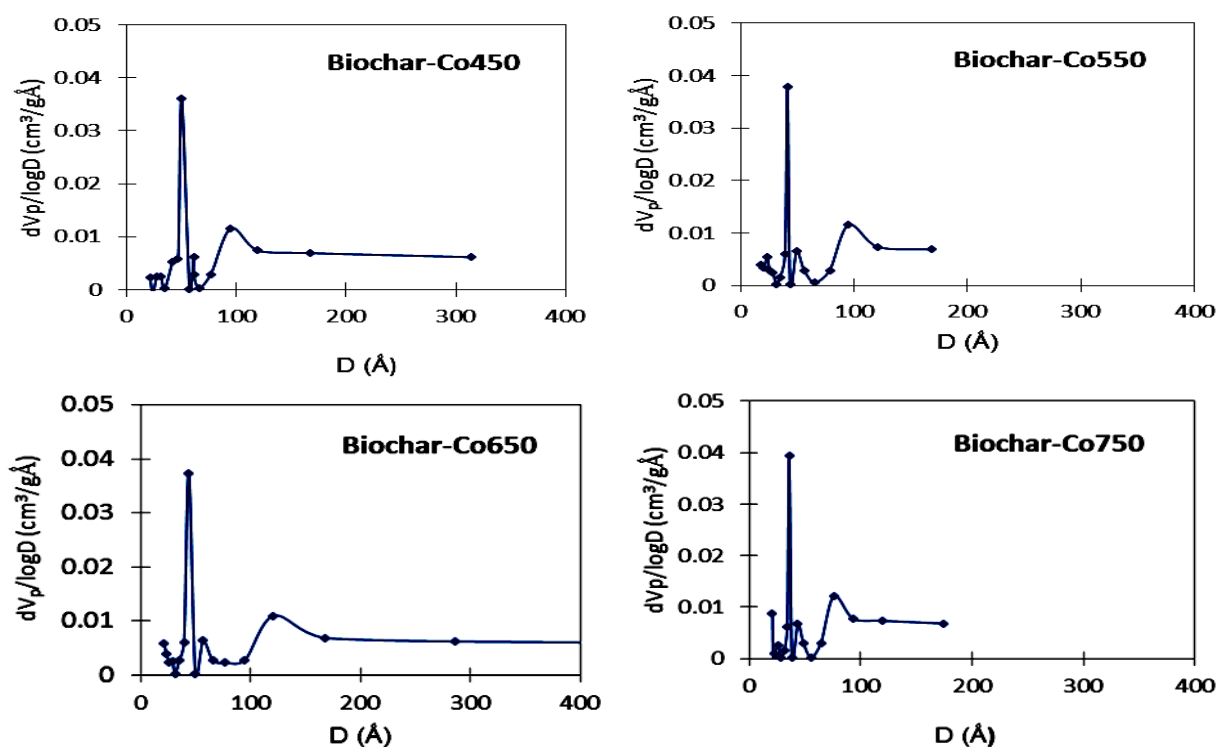 Biochar-Co450
dVp/logD (cm³/gÅ)
0.05
0.04
0.03
0.02
0.01
0
0 100 200 300 400
D (Å)
Biochar-Co550
dVₚ/logD (cm³/gÅ)
0.05
0.04
0.03
0.02
0.01
0
0 100 200 300 400
D (Å)
Biochar-Co650
dVₚ/logD (cm³/gÅ)
0.05
0.04
0.03
0.02
0.01
0
0 100 200 300 400
D (Å)
Biochar-Co750
dVp/logD (cm³/gÅ)
0.05
0.04
0.03
0.02
0.01
0
0 100 200 300 400
D (Å)